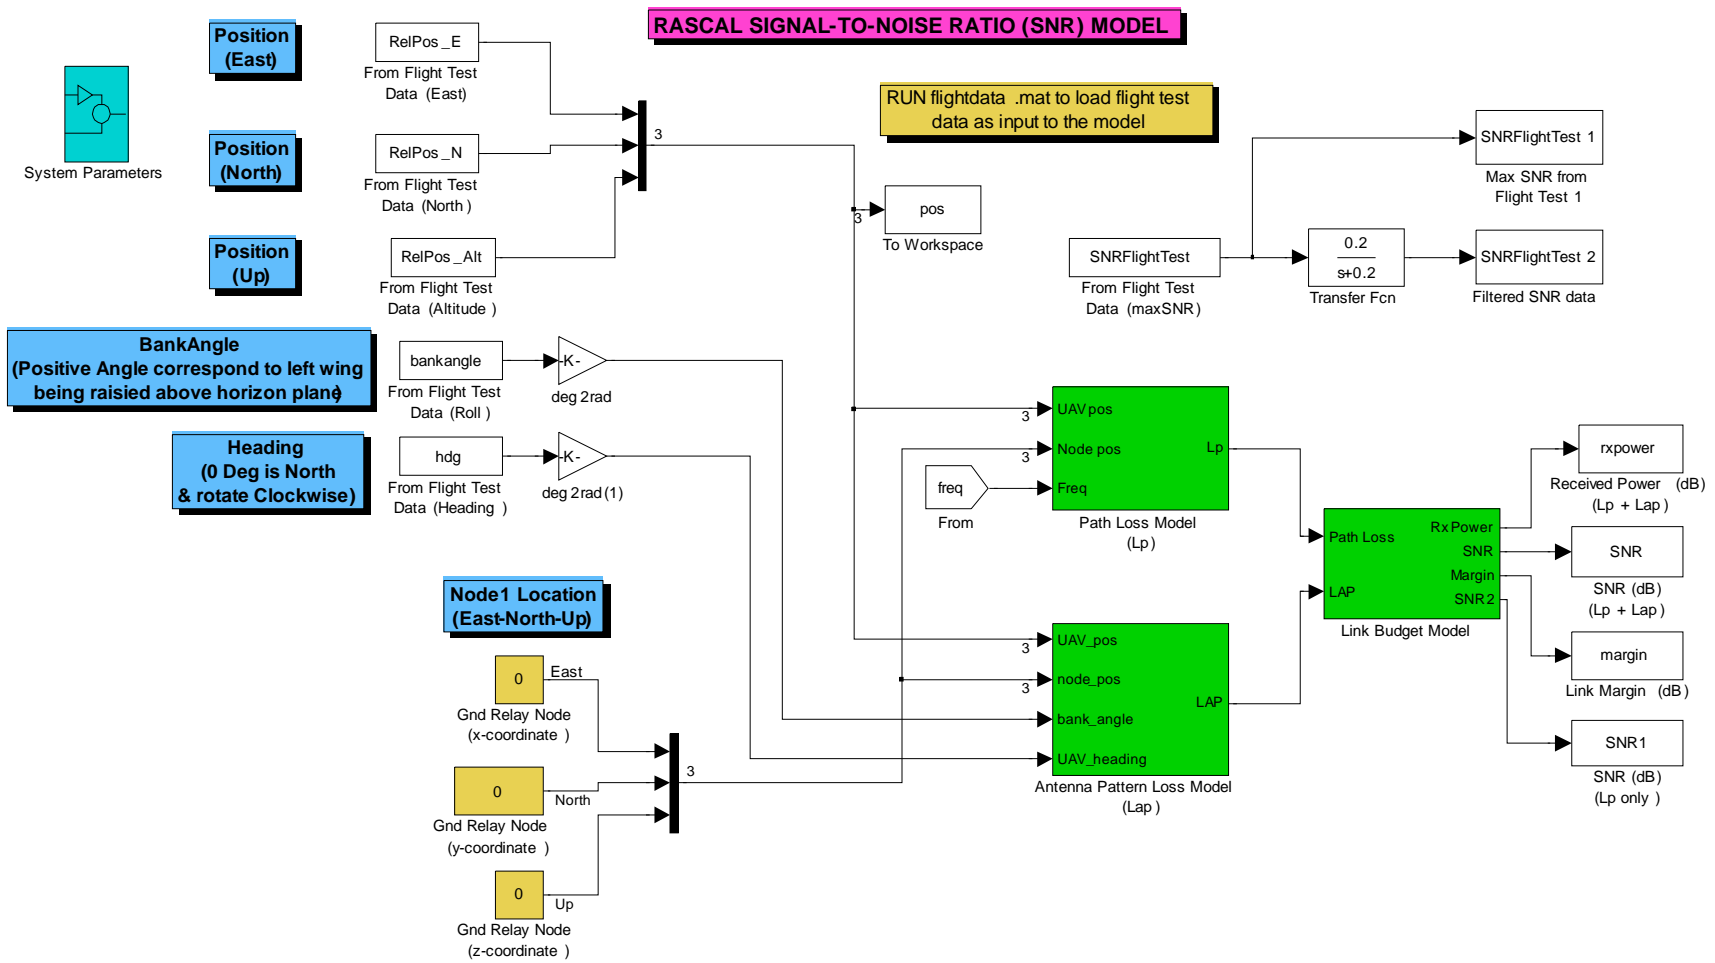 RASCAL SIGNAL-TO-NOISE RATIO (SNR) MODEL
Position
(East)
RelPos_E
From Flight Test
Data (East)
System Parameters
Position
(North)
RelPos_N
From Flight Test
Data (North )
3
Position
(Up)
RelPos_Alt
From Flight Test
Data (Altitude )
RUN flightdata .mat to load flight test
data as input to the model
3
pos
To Workspace
SNRFlightTest
From Flight Test
Data (maxSNR)
0.2
s+0.2
Transfer Fcn
SNRFlightTest 1
Max SNR from
Flight Test 1
SNRFlightTest 2
Filtered SNR data
BankAngle
(Positive Angle correspond to left wing
being raisied above horizon plane)
bankangle
From Flight Test
Data (Roll )
-K-
deg 2rad
Heading
(0 Deg is North
& rotate Clockwise)
hdg
From Flight Test
Data (Heading )
-K-
deg 2rad (1)
3
UAV pos
3
Node pos
Freq
Lp
Path Loss Model
(Lp)
freq
From
Node1 Location
(East-North-Up)
0
East
Gnd Relay Node
(x-coordinate )
0
North
Gnd Relay Node
(y-coordinate )
0
Up
Gnd Relay Node
(z-coordinate )
3
3
UAV_pos
3
node_pos
bank_angle
UAV_heading
LAP
Antenna Pattern Loss Model
(Lap )
Path Loss
LAP
RxPower
SNR
Margin
SNR2
Link Budget Model
rxpower
Received Power (dB)
(Lp + Lap )
SNR
SNR (dB)
(Lp + Lap )
margin
Link Margin (dB)
SNR1
SNR (dB)
(Lp only )